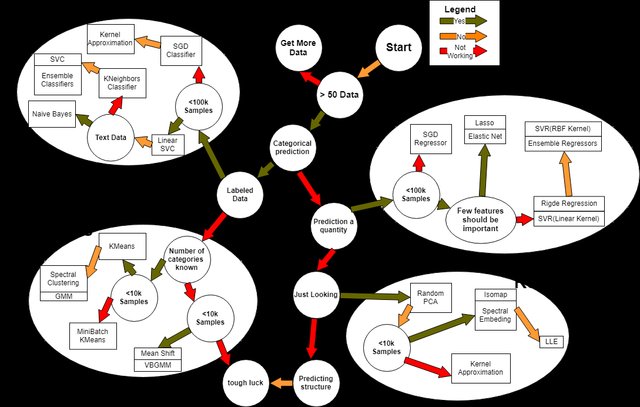 Legend
Yes
No
Not
Working
Start
Get More
Data
> 50 Data
Categorical
prediction
Labeled
Data
Prediction a
quantity
Just Looking
Predicting
structure
tough luck
Kernel
Approximation
SGD
Classifier
SVC
Ensemble
Classifiers
KNeighbors
Classifier
Naive Bayes
Text Data
Linear
SVC
<100k
Samples
SGD
Regressor
Lasso
Elastic Net
SVR(RBF Kernel)
Ensemble Regressors
<100k
Samples
Few features
should be
important
Rigde Regression
SVR(Linear Kernel)
KMeans
Number of
categories
known
Spectral
Clustering
GMM
<10k
Samples
MiniBatch
KMeans
<10k
Samples
Mean Shift
VBGMM
Random
PCA
Isomap
Spectral
Embeding
LLE
<10k
Samples
Kernel
Approximation